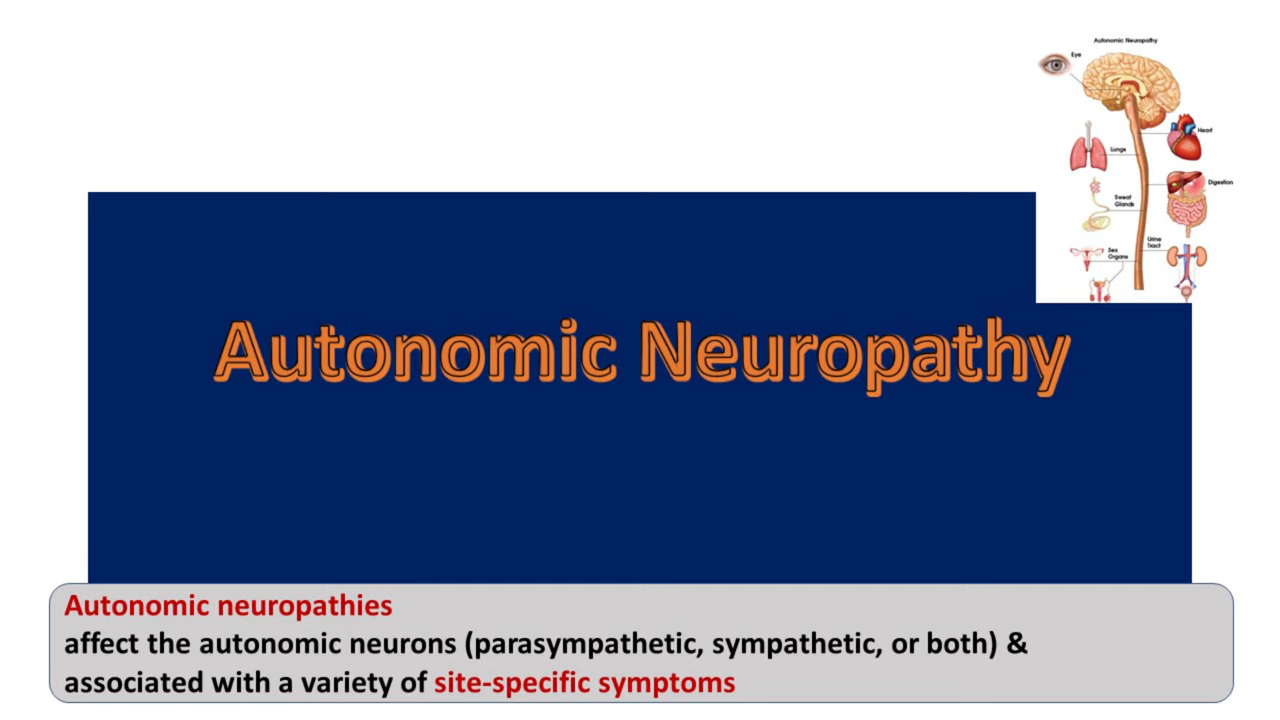 Autonomic Neuropathy
Eye
Heart
Lungs
Digestion
Sweat
Glands
Urine
Tract
Sex
Organs
Autonomic Neuropathy
Autonomic neuropathies
affect the autonomic neurons (parasympathetic, sympathetic, or both) &
associated with a variety of site-specific symptoms